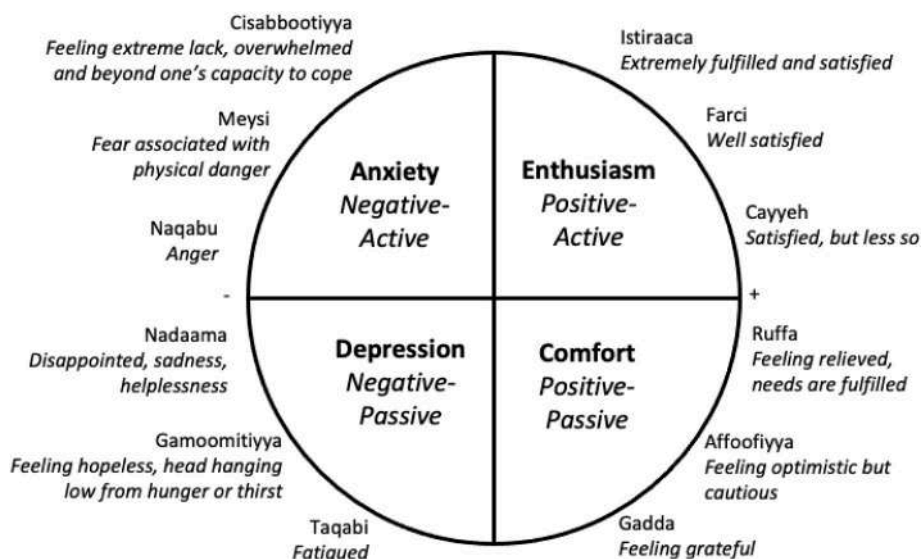 Cisabbootiyya
Feeling extreme lack, overwhelmed
and beyond one's capacity to cope
Meysi
Fear associated with
physical danger
Naqabu
Anger
-
Nadaama
Disappointed, sadness,
helplessness
Gamoomitiyya
Feeling hopeless, head hanging
low from hunger or thirst
Taqabi
Fatigued
Anxiety
Negative-
Active
Enthusiasm
Positive-
Active
Depression
Negative-
Passive
Comfort
Positive-
Passive
Istiraaca
Extremely fulfilled and satisfied
Farci
Well satisfied
Cayyeh
Satisfied, but less so
+
Ruffa
Feeling relieved,
needs are fulfilled
Affoofiyya
Feeling optimistic but
cautious
Gadda
Feeling grateful